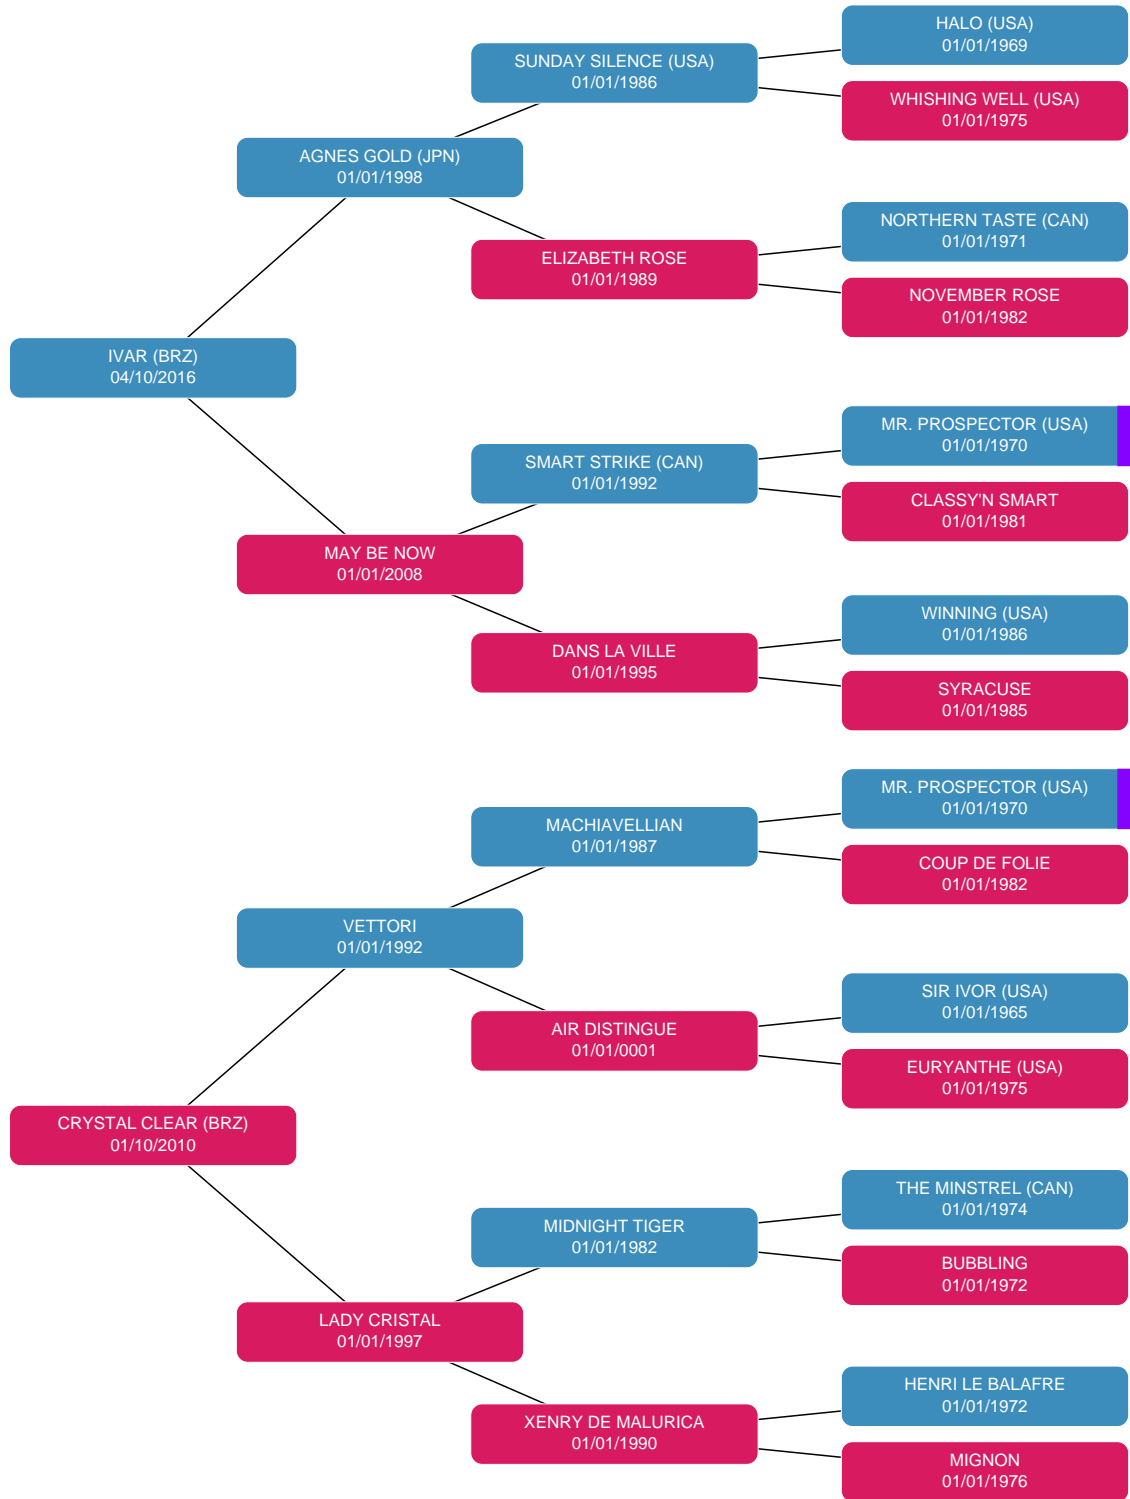 HALO (USA)
01/01/1969
SUNDAY SILENCE (USA)
01/01/1986
WHISHING WELL (USA)
01/01/1975
AGNES GOLD (JPN)
01/01/1998
NORTHERN TASTE (CAN)
01/01/1971
ELIZABETH ROSE
01/01/1989
NOVEMBER ROSE
01/01/1982
IVAR (BRZ)
04/10/2016
MR. PROSPECTOR (USA)
01/01/1970
SMART STRIKE (CAN)
01/01/1992
CLASSY'N SMART
01/01/1981
MAY BE NOW
01/01/2008
WINNING (USA)
01/01/1986
DANS LA VILLE
01/01/1995
SYRACUSE
01/01/1985
MR. PROSPECTOR (USA)
01/01/1970
MACHIAVELLIAN
01/01/1987
COUP DE FOLIE
01/01/1982
VETTORI
01/01/1992
SIR IVOR (USA)
01/01/1965
AIR DISTINGUE
01/01/0001
EURYANTHE (USA)
01/01/1975
CRYSTAL CLEAR (BRZ)
01/10/2010
THE MINSTREL (CAN)
01/01/1974
MIDNIGHT TIGER
01/01/1982
BUBBLING
01/01/1972
LADY CRISTAL
01/01/1997
HENRI LE BALAFRE
01/01/1972
XENRY DE MALURICA
01/01/1990
MIGNON
01/01/1976